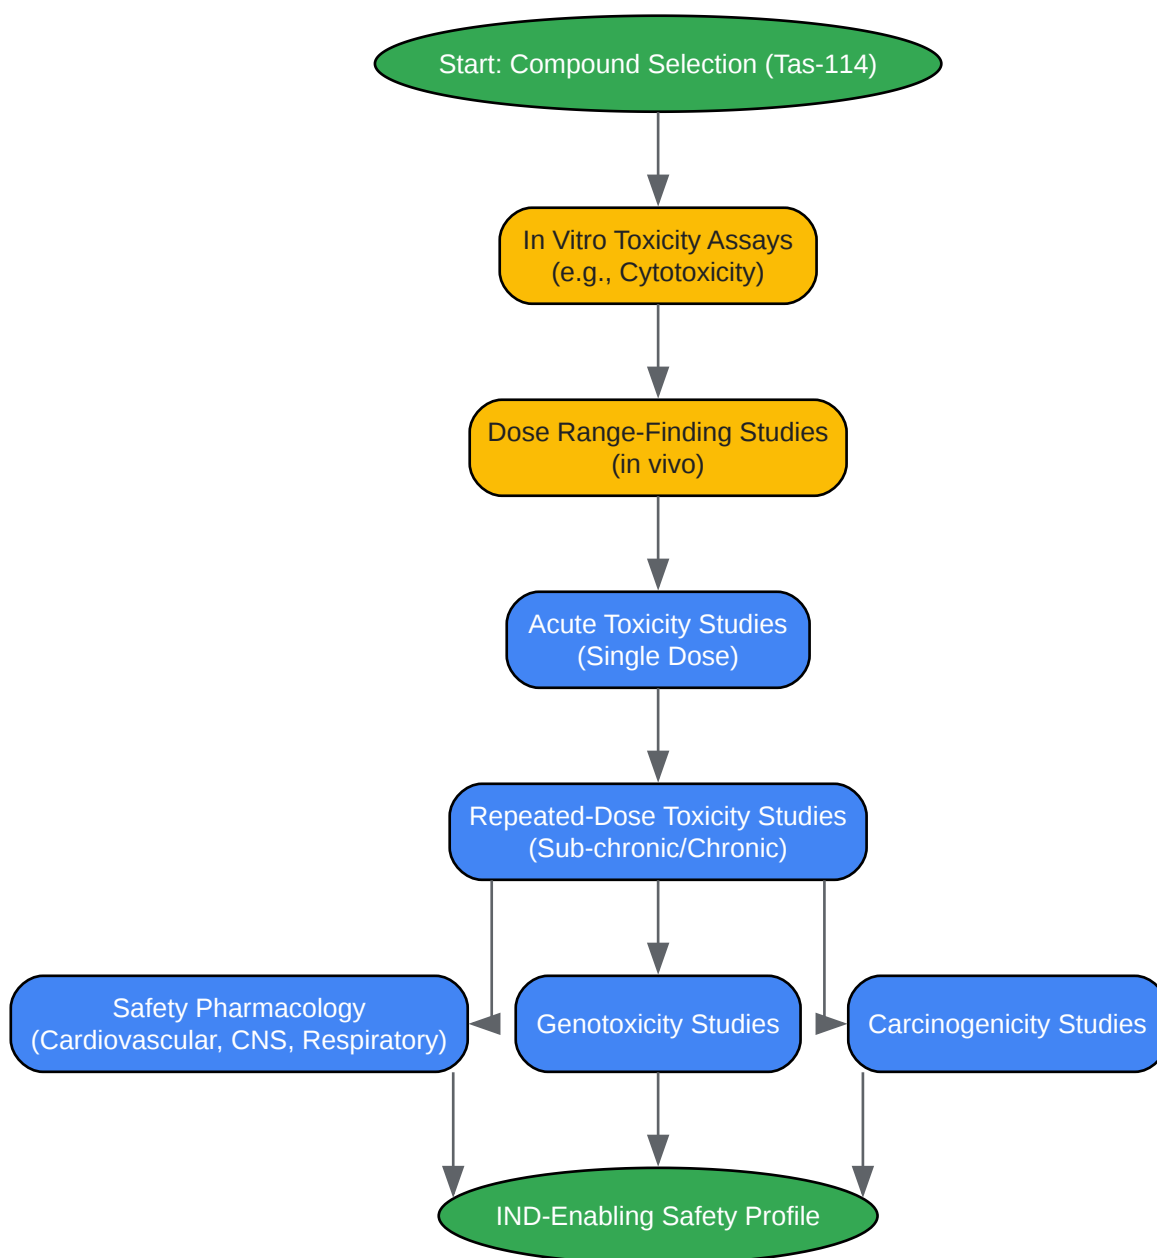 Start: Compound Selection (Tas-114)
In Vitro Toxicity Assays
(e.g., Cytotoxicity)
Dose Range-Finding Studies
(in vivo)
Acute Toxicity Studies
(Single Dose)
Repeated-Dose Toxicity Studies
(Sub-chronic/Chronic)
Safety Pharmacology
(Cardiovascular, CNS, Respiratory)
Genotoxicity Studies
Carcinogenicity Studies
IND-Enabling Safety Profile